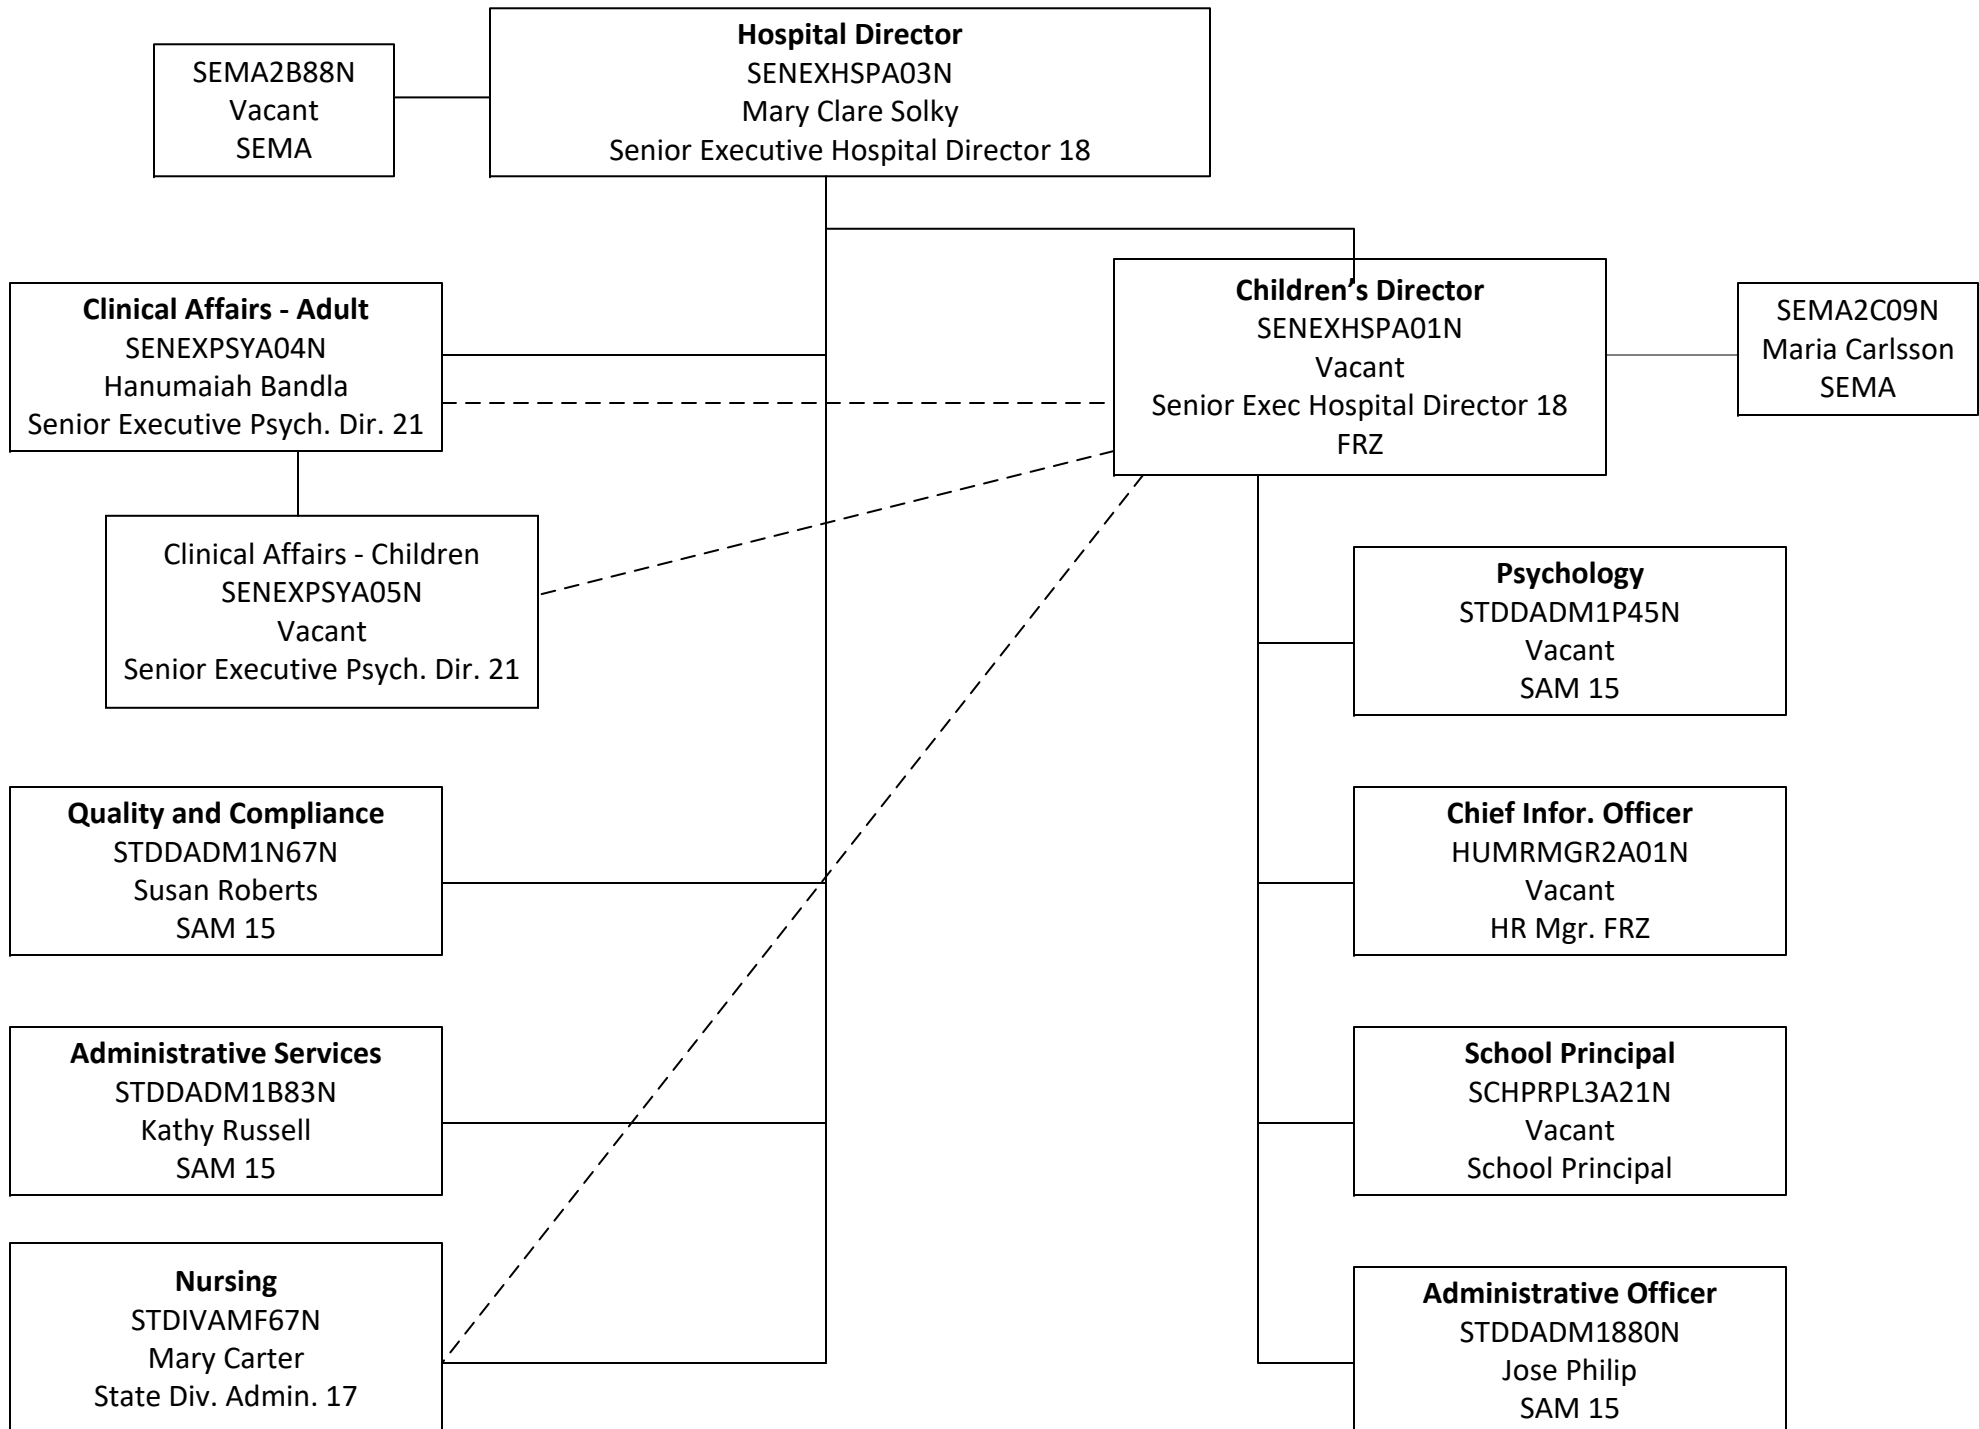 SEMA2B88N
Vacant
SEMA
Hospital Director
SENEXHSPA03N
Mary Clare Solky
Senior Executive Hospital Director 18
Clinical Affairs - Adult
SENEXPSYA04N
Hanumaiah Bandla
Senior Executive Psych. Dir. 21
Children's Director
SENEXHSPA01N
Vacant
Senior Exec Hospital Director 18
FRZ
SEMA2C09N
Maria Carlsson
SEMA
Clinical Affairs - Children
SENEXPSYA05N
Vacant
Senior Executive Psych. Dir. 21
Psychology
STDDADM1P45N
Vacant
SAM 15
Quality and Compliance
STDDADM1N67N
Susan Roberts
SAM 15
Chief Infor. Officer
HUMRMGR2A01N
Vacant
HR Mgr. FRZ
Administrative Services
STDDADM1B83N
Kathy Russell
SAM 15
School Principal
SCHPRPL3A21N
Vacant
School Principal
Nursing
STDIVAMF67N
Mary Carter
State Div. Admin. 17
Administrative Officer
STDDADM1880N
Jose Philip
SAM 15